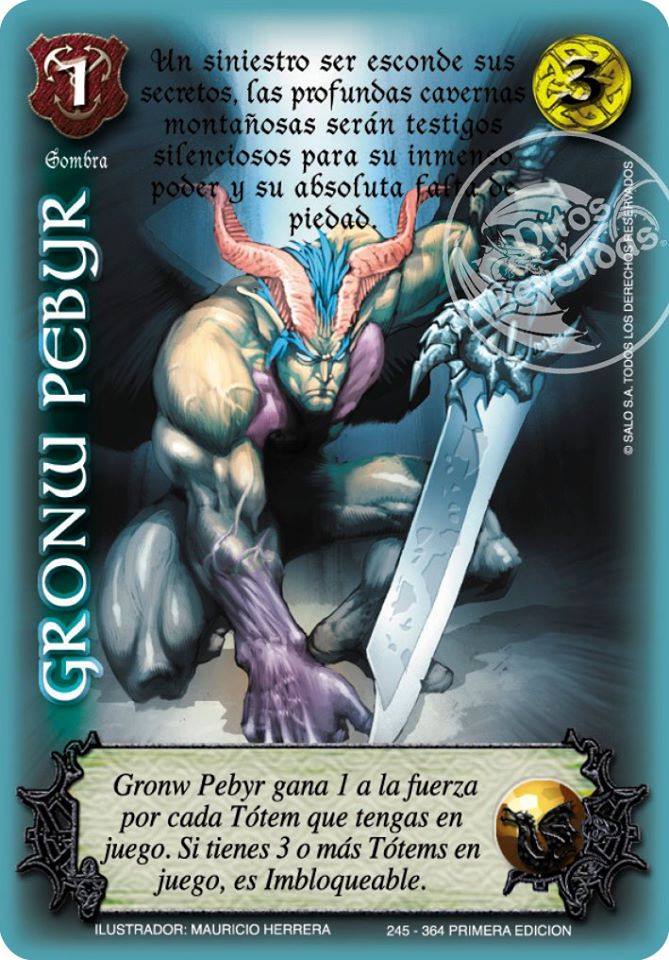 1
3
Un siniestro ser esconde sus
secretos, las profundas cavernas
montañosas serán testigos
silenciosos para su inmenso
poder y su absoluta falta de
piedad.
Sombra
GRONW PEBYR
Mitos
y
Leyendas
®
© SALO S.A. TODOS LOS DERECHOS RESERVADOS
Gronw Pebyr gana 1 a la fuerza
por cada Tótem que tengas en
juego. Si tienes 3 o más Tótems en
juego, es Imbloqueable.
ILUSTRADOR: MAURICIO HERRERA
245 - 364 PRIMERA EDICION